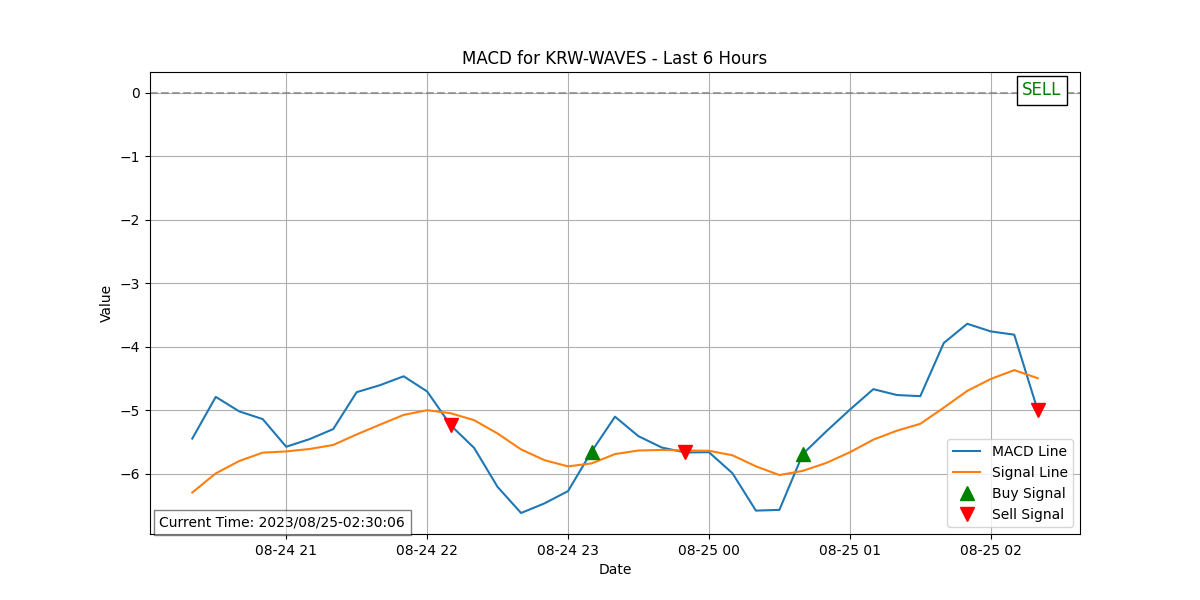 MACD for KRW-WAVES - Last 6 Hours
SELL
0
−1
−2
−3
−4
−5
−6
Value
MACD Line
Signal Line
Buy Signal
Sell Signal
Current Time: 2023/08/25-02:30:06
08-24 21
08-24 22
08-24 23
08-25 00
08-25 01
08-25 02
Date